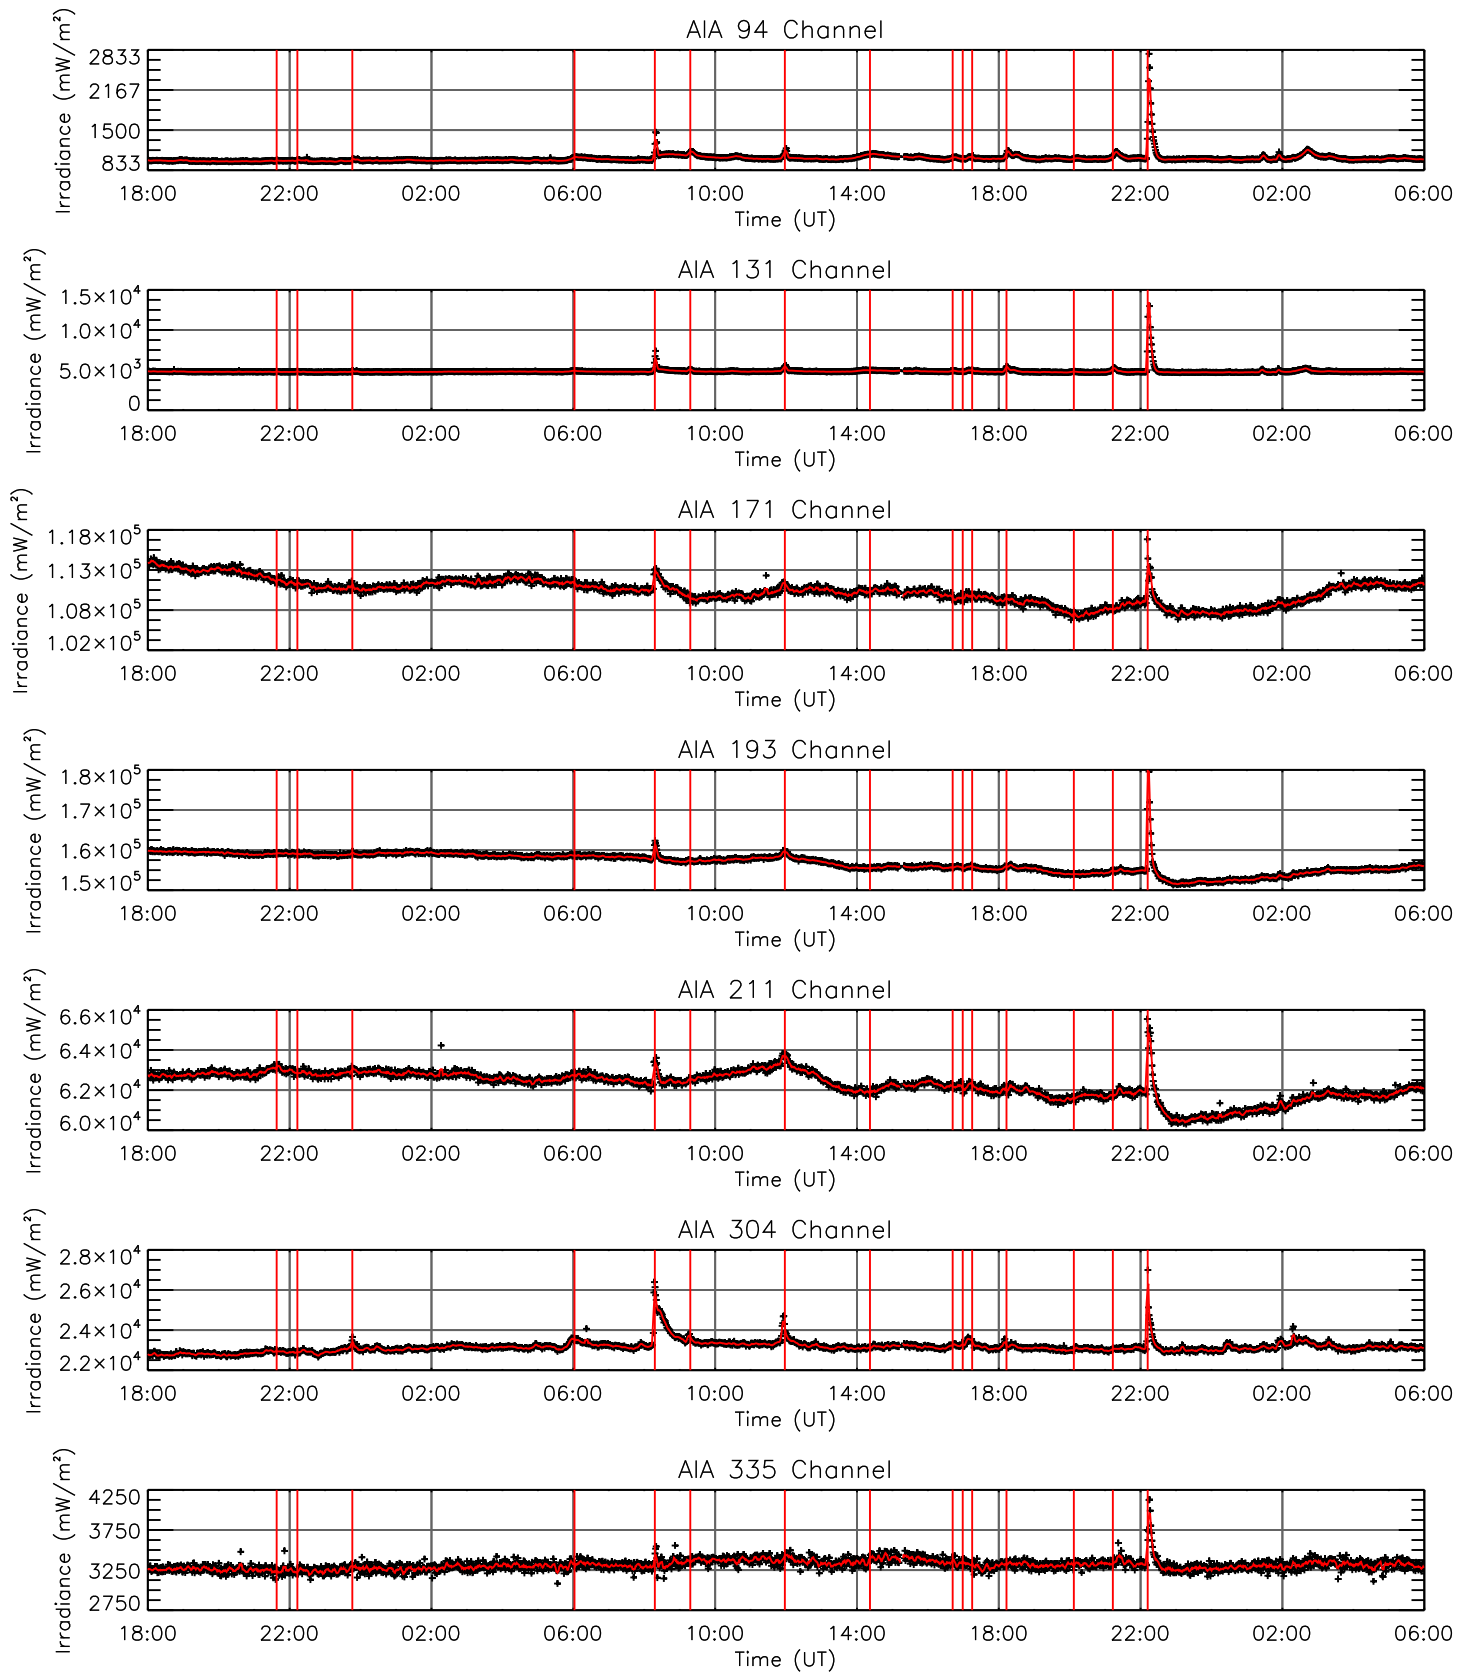 AIA 94 Channel
Irradiance (mW/m²)
2833
2167
1500
833
18:00 22:00 02:00 06:00 10:00 14:00 18:00 22:00 02:00 06:00
Time (UT)
AIA 131 Channel
Irradiance (mW/m²)
1.5×10⁴
1.0×10⁴
5.0×10³
0
18:00 22:00 02:00 06:00 10:00 14:00 18:00 22:00 02:00 06:00
Time (UT)
AIA 171 Channel
Irradiance (mW/m²)
1.18×10⁵
1.13×10⁵
1.08×10⁵
1.02×10⁵
18:00 22:00 02:00 06:00 10:00 14:00 18:00 22:00 02:00 06:00
Time (UT)
AIA 193 Channel
Irradiance (mW/m²)
1.8×10⁵
1.7×10⁵
1.6×10⁵
1.5×10⁵
18:00 22:00 02:00 06:00 10:00 14:00 18:00 22:00 02:00 06:00
Time (UT)
AIA 211 Channel
Irradiance (mW/m²)
6.6×10⁴
6.4×10⁴
6.2×10⁴
6.0×10⁴
18:00 22:00 02:00 06:00 10:00 14:00 18:00 22:00 02:00 06:00
Time (UT)
AIA 304 Channel
Irradiance (mW/m²)
2.8×10⁴
2.6×10⁴
2.4×10⁴
2.2×10⁴
18:00 22:00 02:00 06:00 10:00 14:00 18:00 22:00 02:00 06:00
Time (UT)
AIA 335 Channel
Irradiance (mW/m²)
4250
3750
3250
2750
18:00 22:00 02:00 06:00 10:00 14:00 18:00 22:00 02:00 06:00
Time (UT)